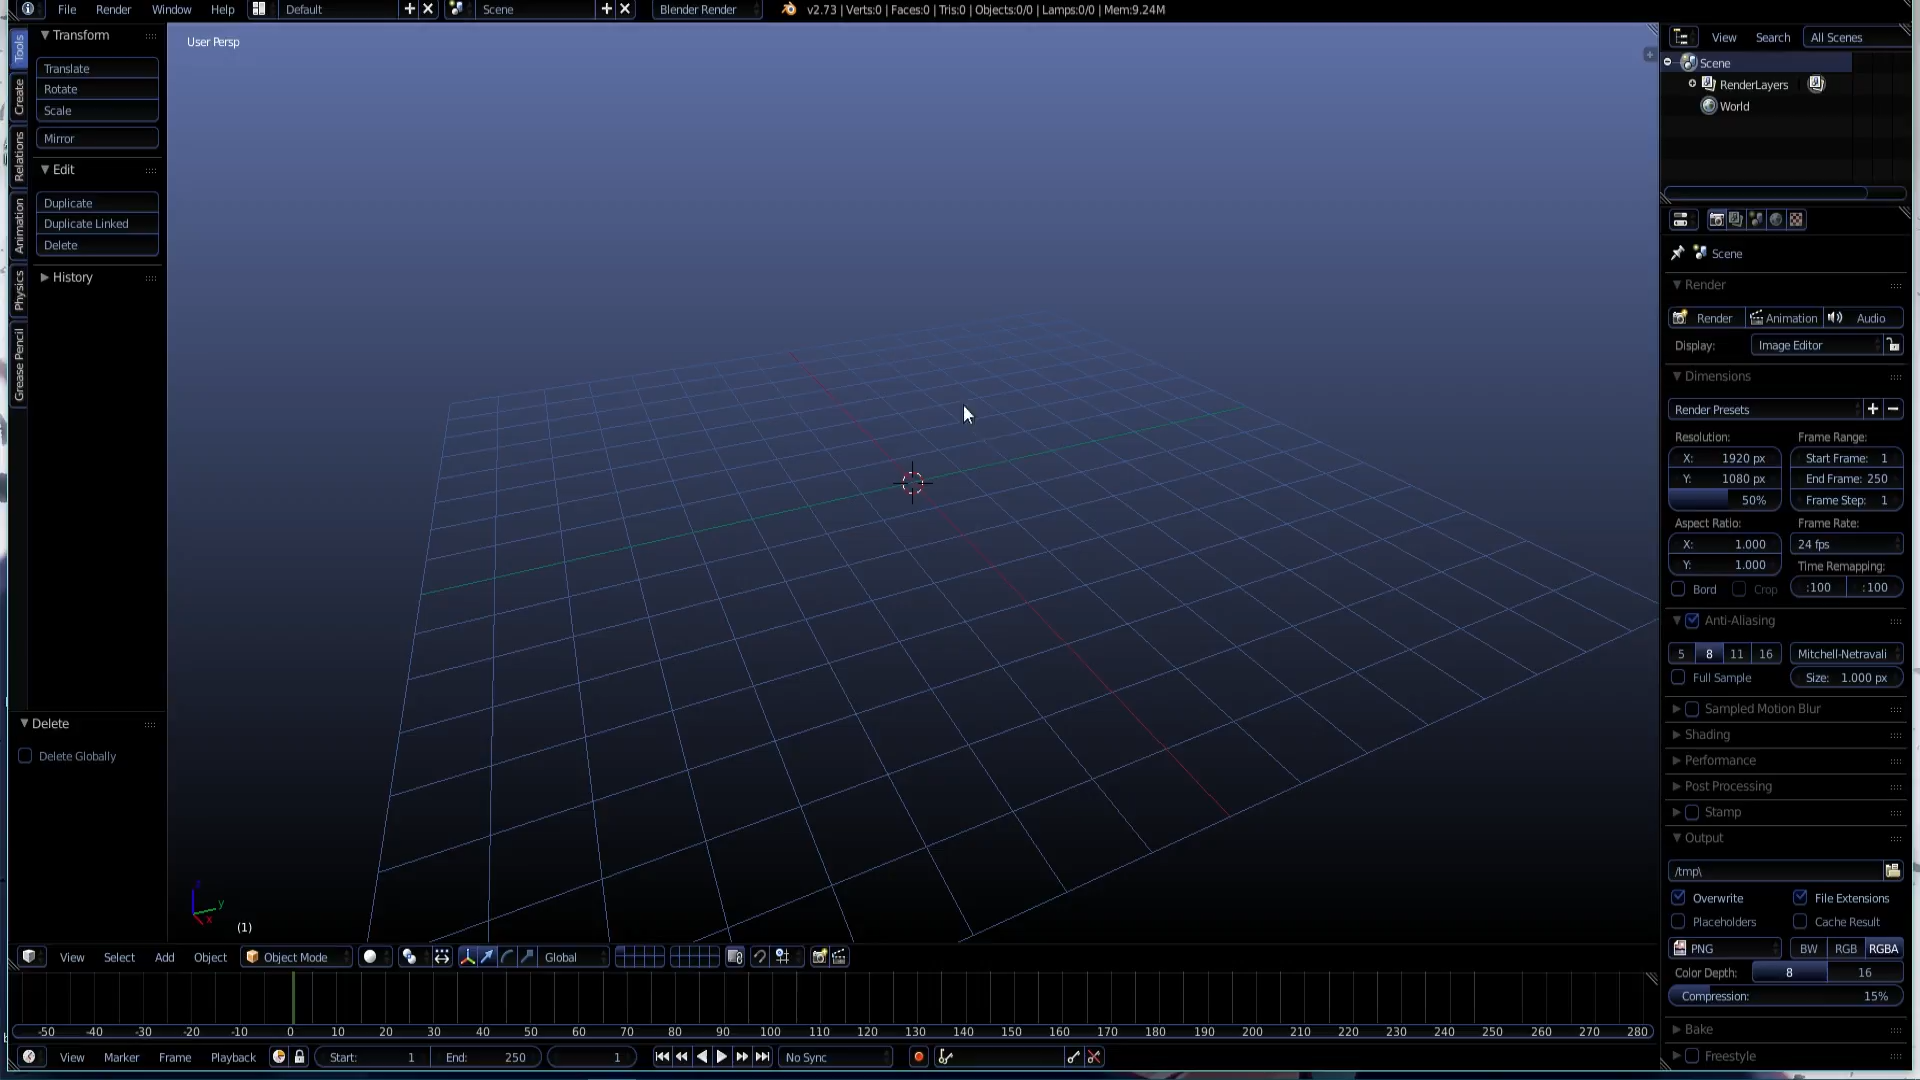 File Render Window Help Default Scene Blender Render v2.73 | Verts:0 | Faces:0 | Tris:0 | Objects:0/0 | Lamps:0/0 | Mem:9.24M
Tools
Create
Relations
Animation
Physics
Grease Pencil
Transform
Translate
Rotate
Scale
Mirror
Edit
Duplicate
Duplicate Linked
Delete
History
Delete
Delete Globally
User Persp
z
y
x
(1)
View Select Add Object Object Mode Global
-50 -40 -30 -20 -10 0 10 20 30 40 50 60 70 80 90 100 110 120 130 140 150 160 170 180 190 200 210 220 230 240 250 260 270 280
View Marker Frame Playback Start: 1 End: 250 1 No Sync
View Search All Scenes
Scene
RenderLayers
World
Scene
Render
Render Animation Audio
Display: Image Editor
Dimensions
Render Presets
Resolution: Frame Range:
X: 1920 px Start Frame: 1
Y: 1080 px End Frame: 250
50% Frame Step: 1
Aspect Ratio: Frame Rate:
X: 1.000 24 fps
Y: 1.000 Time Remapping:
Bord Crop :100 :100
Anti-Aliasing
5 8 11 16 Mitchell-Netravali
Full Sample Size: 1.000 px
Sampled Motion Blur
Shading
Performance
Post Processing
Stamp
Output
/tmp\
Overwrite File Extensions
Placeholders Cache Result
PNG BW RGB RGBA
Color Depth: 8 16
Compression: 15%
Bake
Freestyle